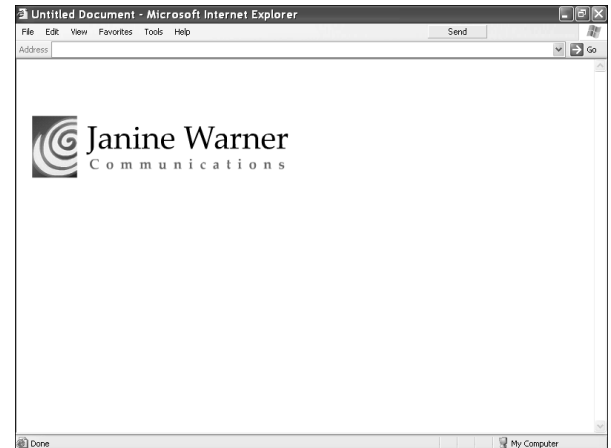 Untitled Document - Microsoft Internet Explorer
File Edit View Favorites Tools Help Send
Address Go
Janine Warner
Communications
Done My Computer